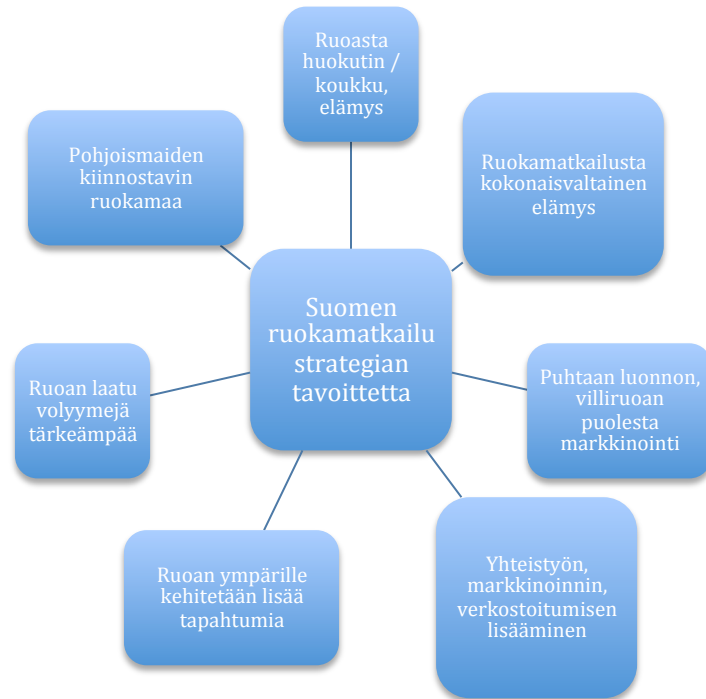 Ruoasta
huokutin /
koukku,
elämys
Ruokamatkailusta
kokonaisvaltainen
elämys
Puhtaan luonnon,
villiruoan
puolesta
markkinointi
Yhteistyön,
markkinoinnin,
verkostoitumisen
lisääminen
Ruoan ympärille
kehitetään lisää
tapahtumia
Ruoan laatu
volyymejä
tärkeämpää
Pohjoismaiden
kiinnostavin
ruokamaa
Suomen
ruokamatkailu
strategian
tavoittetta